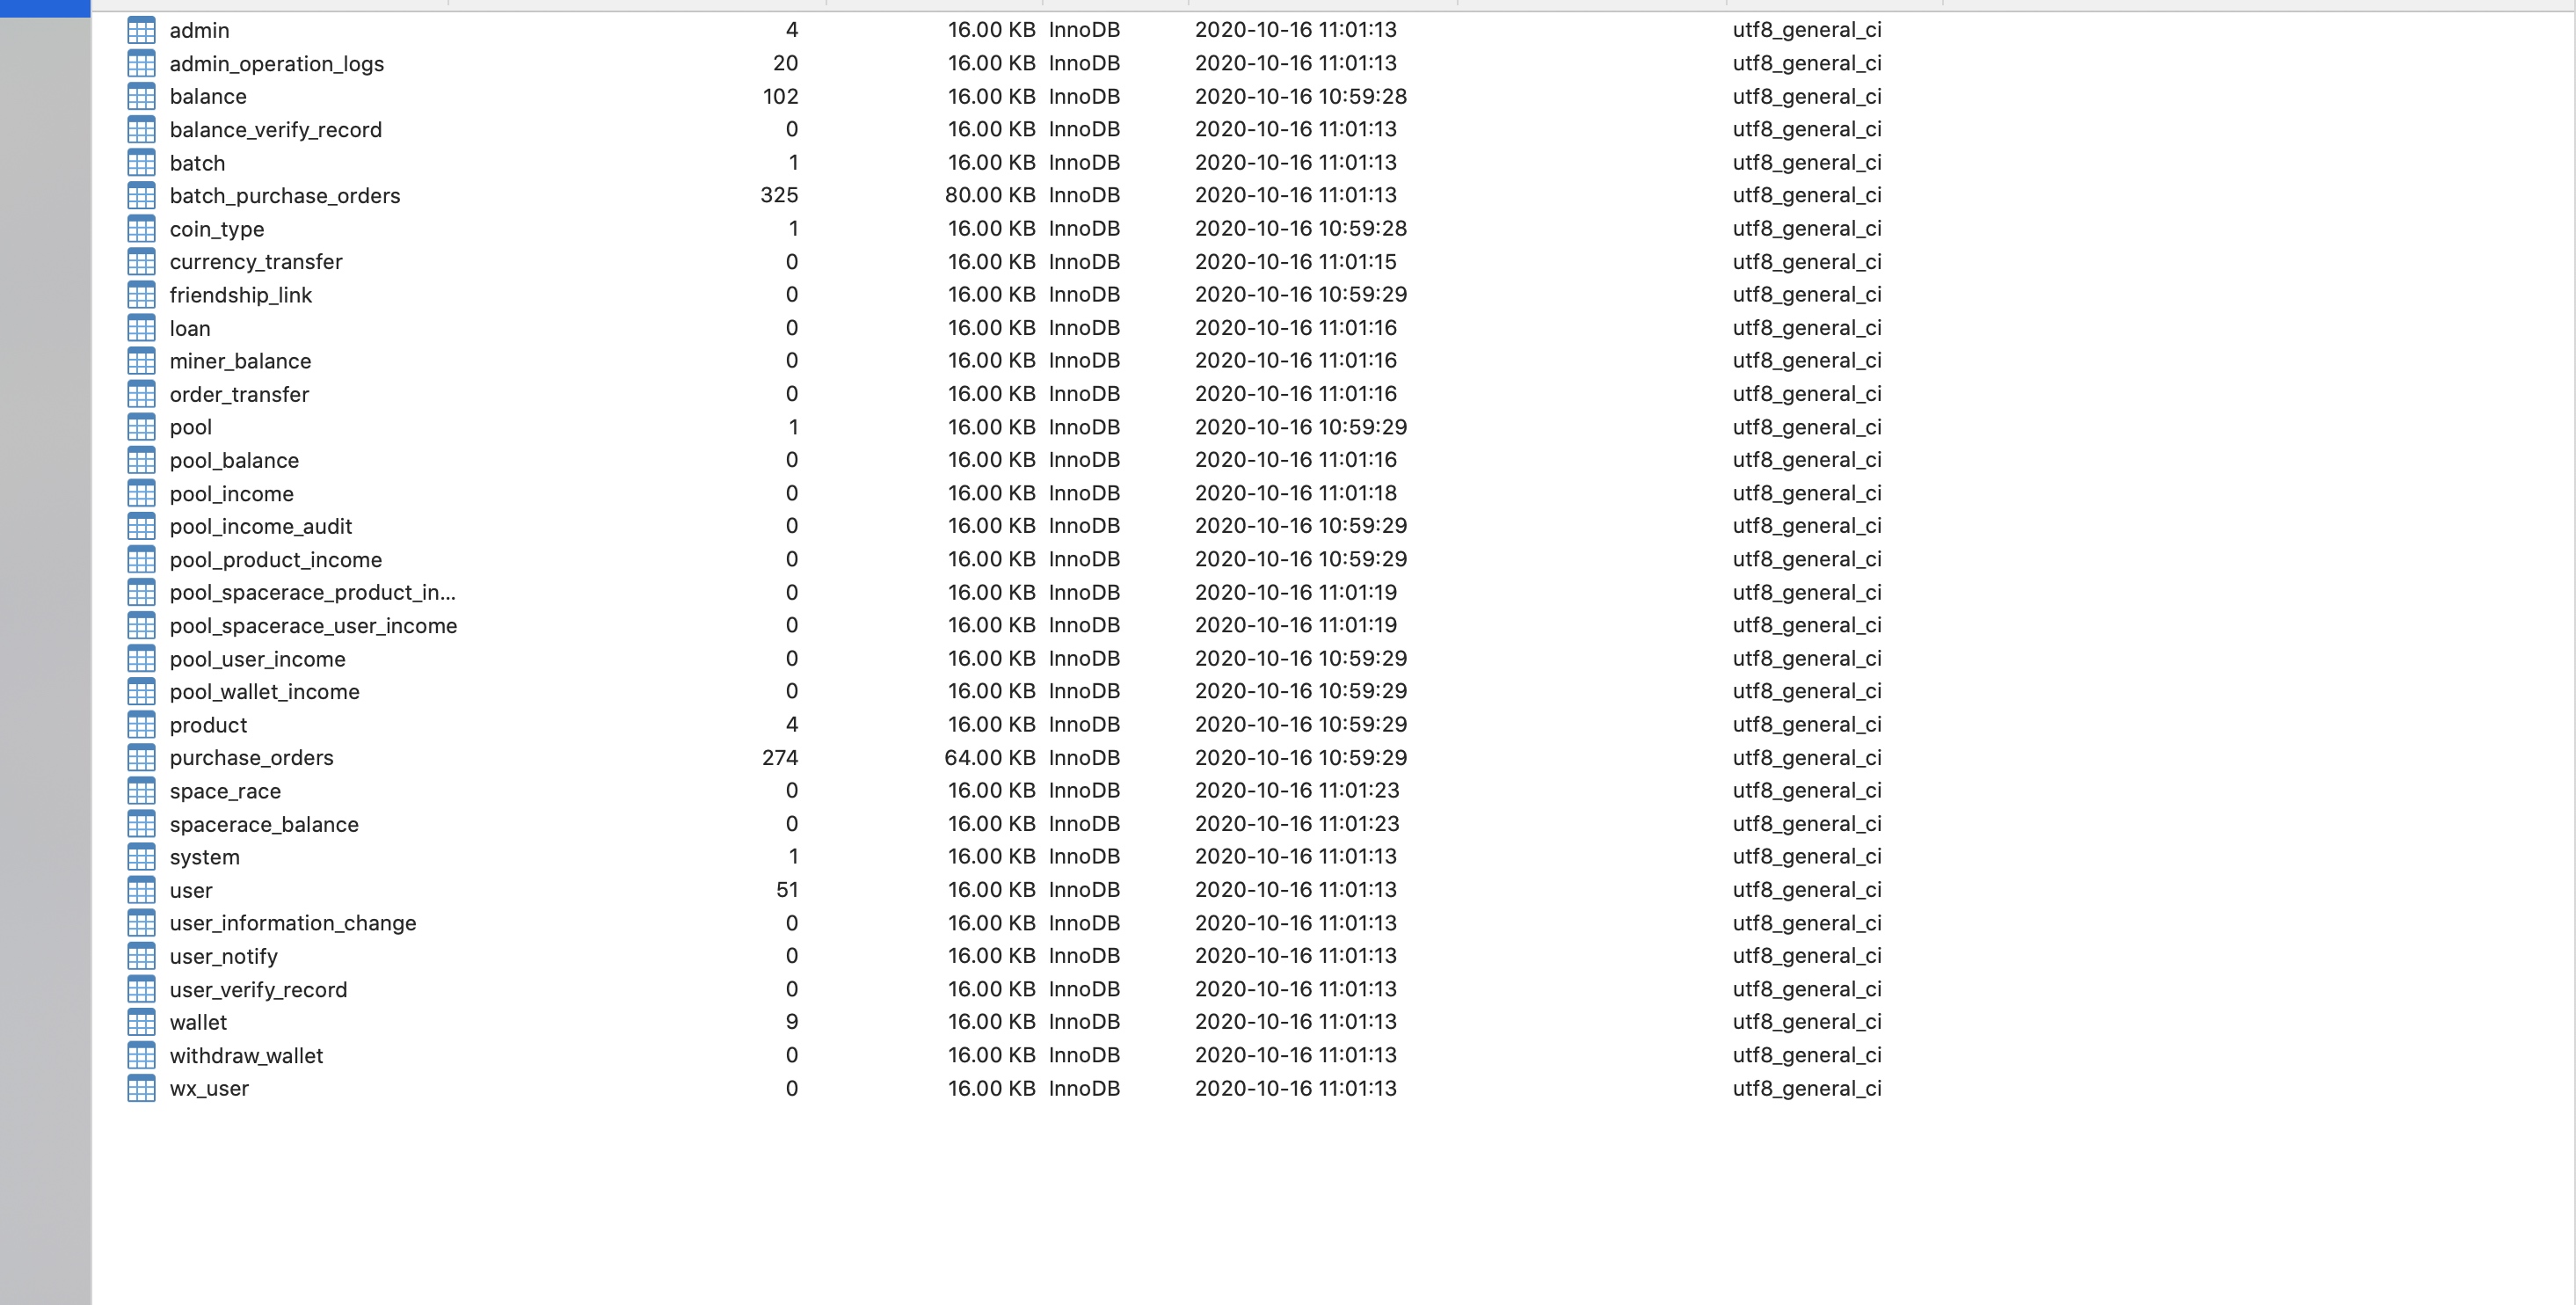 admin 4 16.00 KB InnoDB 2020-10-16 11:01:13 utf8_general_ci
admin_operation_logs 20 16.00 KB InnoDB 2020-10-16 11:01:13 utf8_general_ci
balance 102 16.00 KB InnoDB 2020-10-16 10:59:28 utf8_general_ci
balance_verify_record 0 16.00 KB InnoDB 2020-10-16 11:01:13 utf8_general_ci
batch 1 16.00 KB InnoDB 2020-10-16 11:01:13 utf8_general_ci
batch_purchase_orders 325 80.00 KB InnoDB 2020-10-16 11:01:13 utf8_general_ci
coin_type 1 16.00 KB InnoDB 2020-10-16 10:59:28 utf8_general_ci
currency_transfer 0 16.00 KB InnoDB 2020-10-16 11:01:15 utf8_general_ci
friendship_link 0 16.00 KB InnoDB 2020-10-16 10:59:29 utf8_general_ci
loan 0 16.00 KB InnoDB 2020-10-16 11:01:16 utf8_general_ci
miner_balance 0 16.00 KB InnoDB 2020-10-16 11:01:16 utf8_general_ci
order_transfer 0 16.00 KB InnoDB 2020-10-16 11:01:16 utf8_general_ci
pool 1 16.00 KB InnoDB 2020-10-16 10:59:29 utf8_general_ci
pool_balance 0 16.00 KB InnoDB 2020-10-16 11:01:16 utf8_general_ci
pool_income 0 16.00 KB InnoDB 2020-10-16 11:01:18 utf8_general_ci
pool_income_audit 0 16.00 KB InnoDB 2020-10-16 10:59:29 utf8_general_ci
pool_product_income 0 16.00 KB InnoDB 2020-10-16 10:59:29 utf8_general_ci
pool_spacerace_product_in... 0 16.00 KB InnoDB 2020-10-16 11:01:19 utf8_general_ci
pool_spacerace_user_income 0 16.00 KB InnoDB 2020-10-16 11:01:19 utf8_general_ci
pool_user_income 0 16.00 KB InnoDB 2020-10-16 10:59:29 utf8_general_ci
pool_wallet_income 0 16.00 KB InnoDB 2020-10-16 10:59:29 utf8_general_ci
product 4 16.00 KB InnoDB 2020-10-16 10:59:29 utf8_general_ci
purchase_orders 274 64.00 KB InnoDB 2020-10-16 10:59:29 utf8_general_ci
space_race 0 16.00 KB InnoDB 2020-10-16 11:01:23 utf8_general_ci
spacerace_balance 0 16.00 KB InnoDB 2020-10-16 11:01:23 utf8_general_ci
system 1 16.00 KB InnoDB 2020-10-16 11:01:13 utf8_general_ci
user 51 16.00 KB InnoDB 2020-10-16 11:01:13 utf8_general_ci
user_information_change 0 16.00 KB InnoDB 2020-10-16 11:01:13 utf8_general_ci
user_notify 0 16.00 KB InnoDB 2020-10-16 11:01:13 utf8_general_ci
user_verify_record 0 16.00 KB InnoDB 2020-10-16 11:01:13 utf8_general_ci
wallet 9 16.00 KB InnoDB 2020-10-16 11:01:13 utf8_general_ci
withdraw_wallet 0 16.00 KB InnoDB 2020-10-16 11:01:13 utf8_general_ci
wx_user 0 16.00 KB InnoDB 2020-10-16 11:01:13 utf8_general_ci